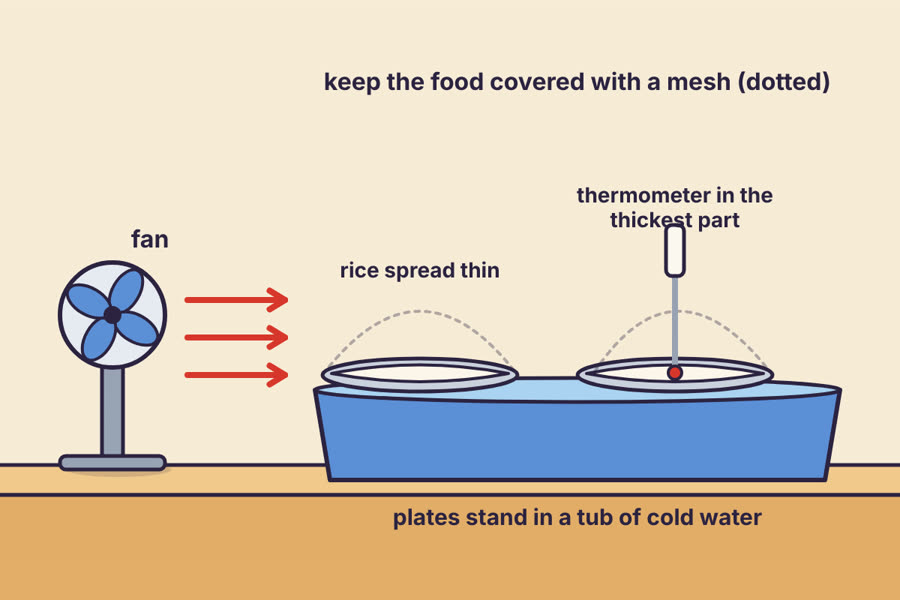 keep the food covered with a mesh (dotted)
thermometer in the
thickest part
fan
rice spread thin
plates stand in a tub of cold water